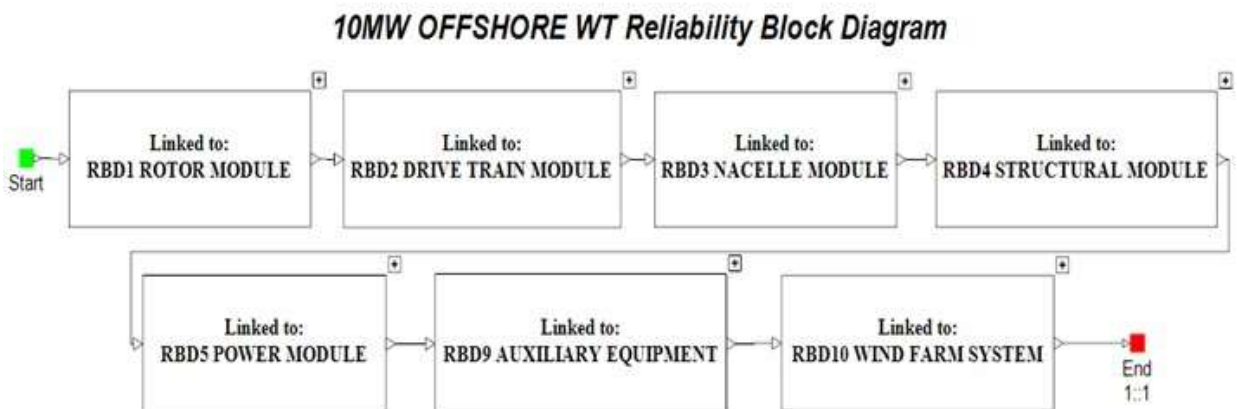 10MW OFFSHORE WT Reliability Block Diagram
Start
Linked to:
RBD1 ROTOR MODULE
Linked to:
RBD2 DRIVE TRAIN MODULE
Linked to:
RBD3 NACELLE MODULE
Linked to:
RBD4 STRUCTURAL MODULE
Linked to:
RBD5 POWER MODULE
Linked to:
RBD9 AUXILIARY EQUIPMENT
Linked to:
RBD10 WIND FARM SYSTEM
End
1::1